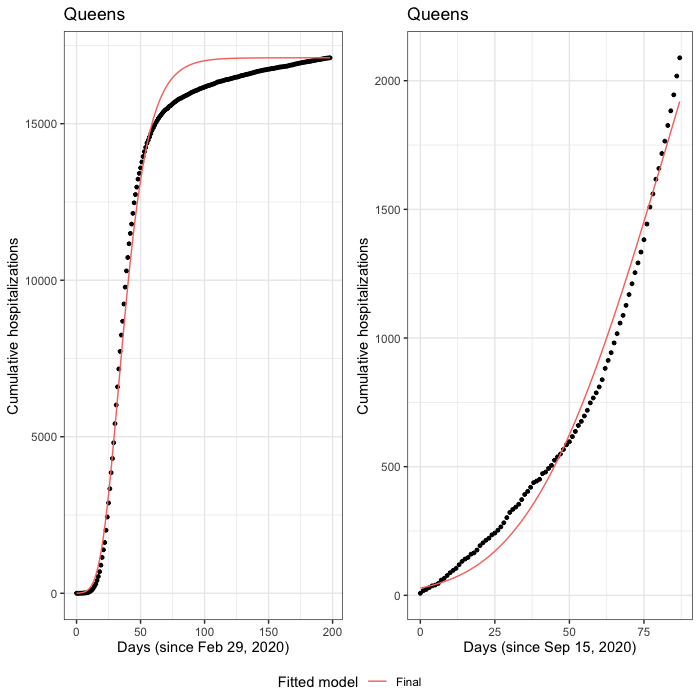 Queens
Queens
Cumulative hospitalizations
15000
10000
5000
0
0 50 100 150 200
Days (since Feb 29, 2020)
Cumulative hospitalizations
2000
1500
1000
500
0
0 25 50 75
Days (since Sep 15, 2020)
Fitted model Final